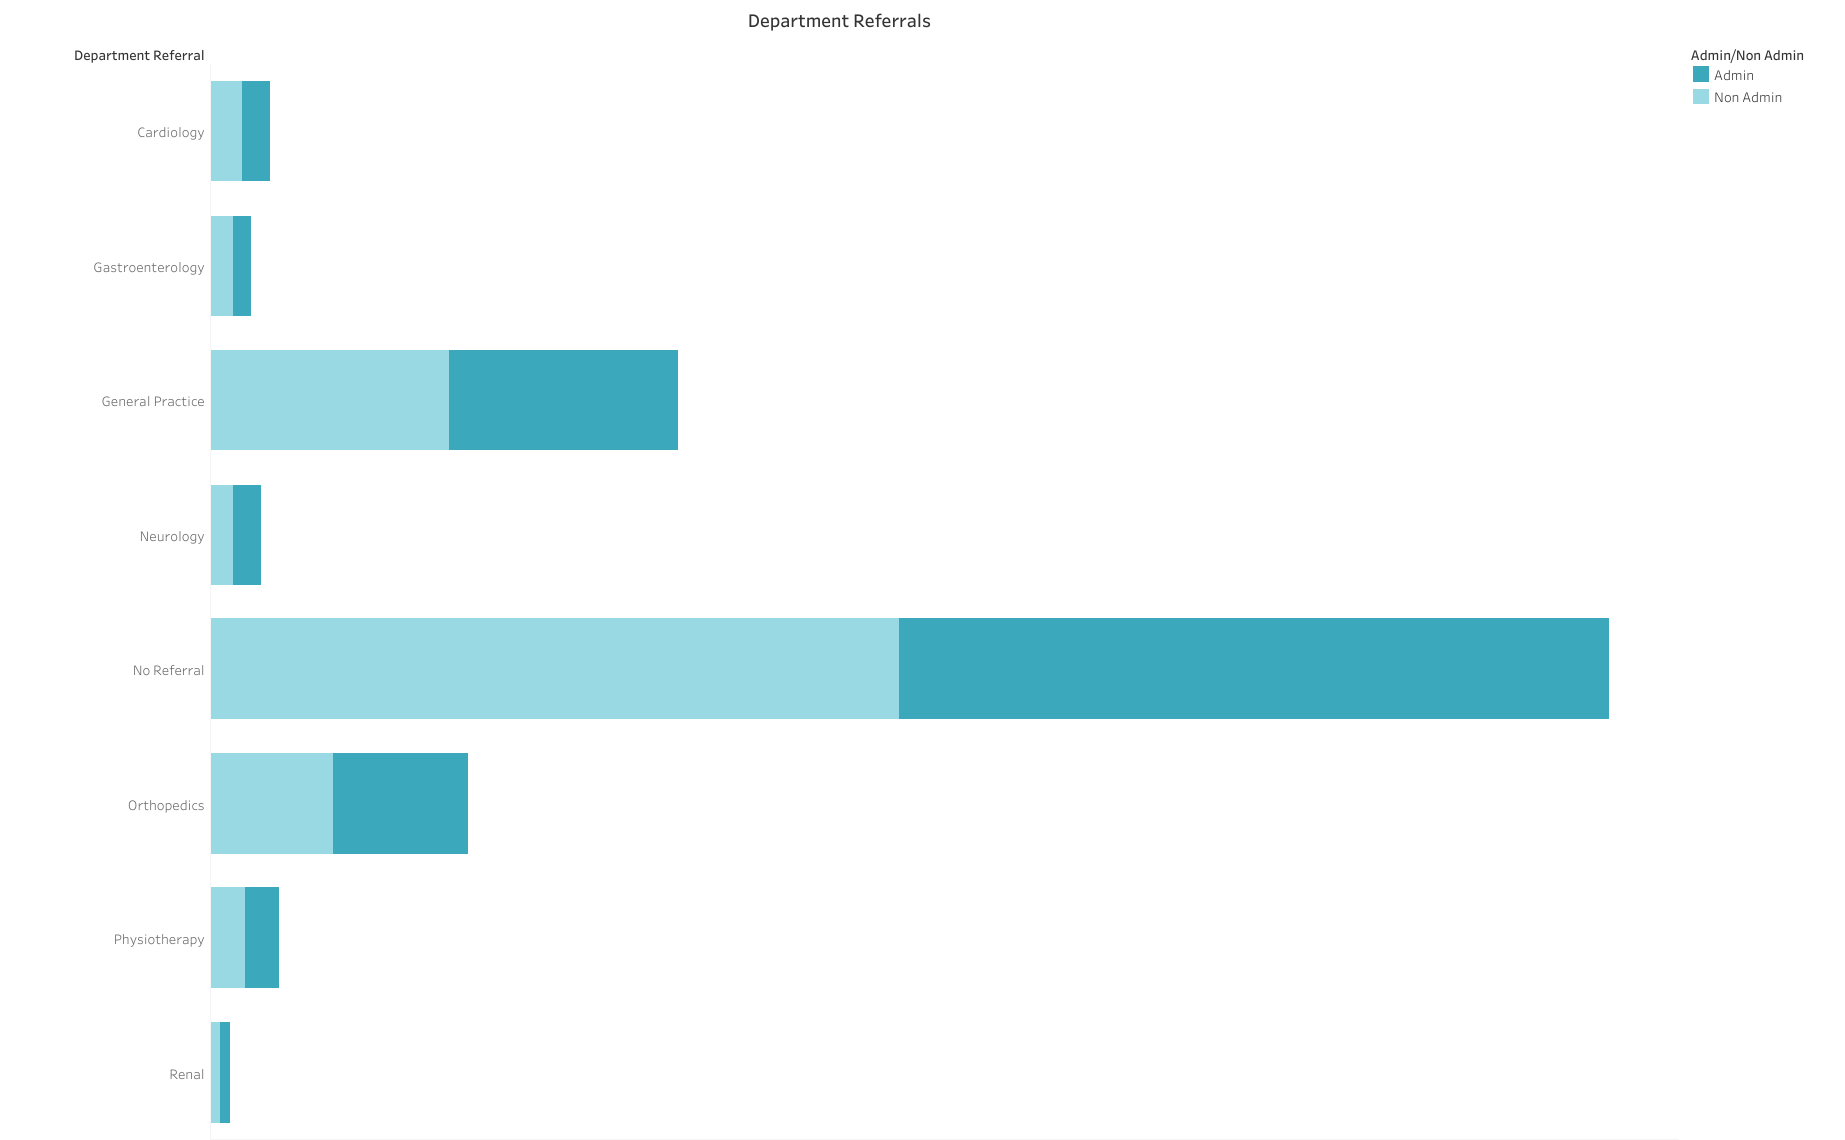 Department Referrals
Department Referral
Admin/Non Admin
Admin
Non Admin
Cardiology
Gastroenterology
General Practice
Neurology
No Referral
Orthopedics
Physiotherapy
Renal